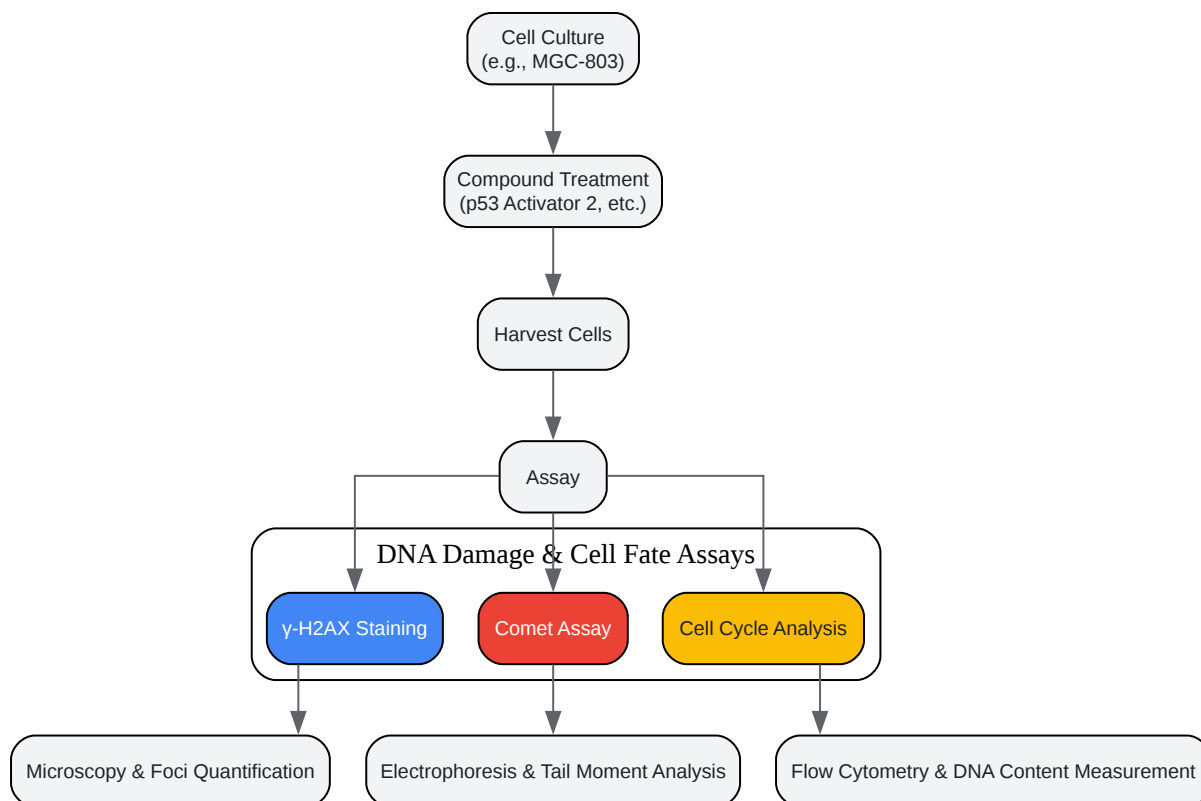 Cell Culture
(e.g., MGC-803)
Compound Treatment
(p53 Activator 2, etc.)
Harvest Cells
Assay
DNA Damage & Cell Fate Assays
γ-H2AX Staining
Comet Assay
Cell Cycle Analysis
Microscopy & Foci Quantification
Electrophoresis & Tail Moment Analysis
Flow Cytometry & DNA Content Measurement